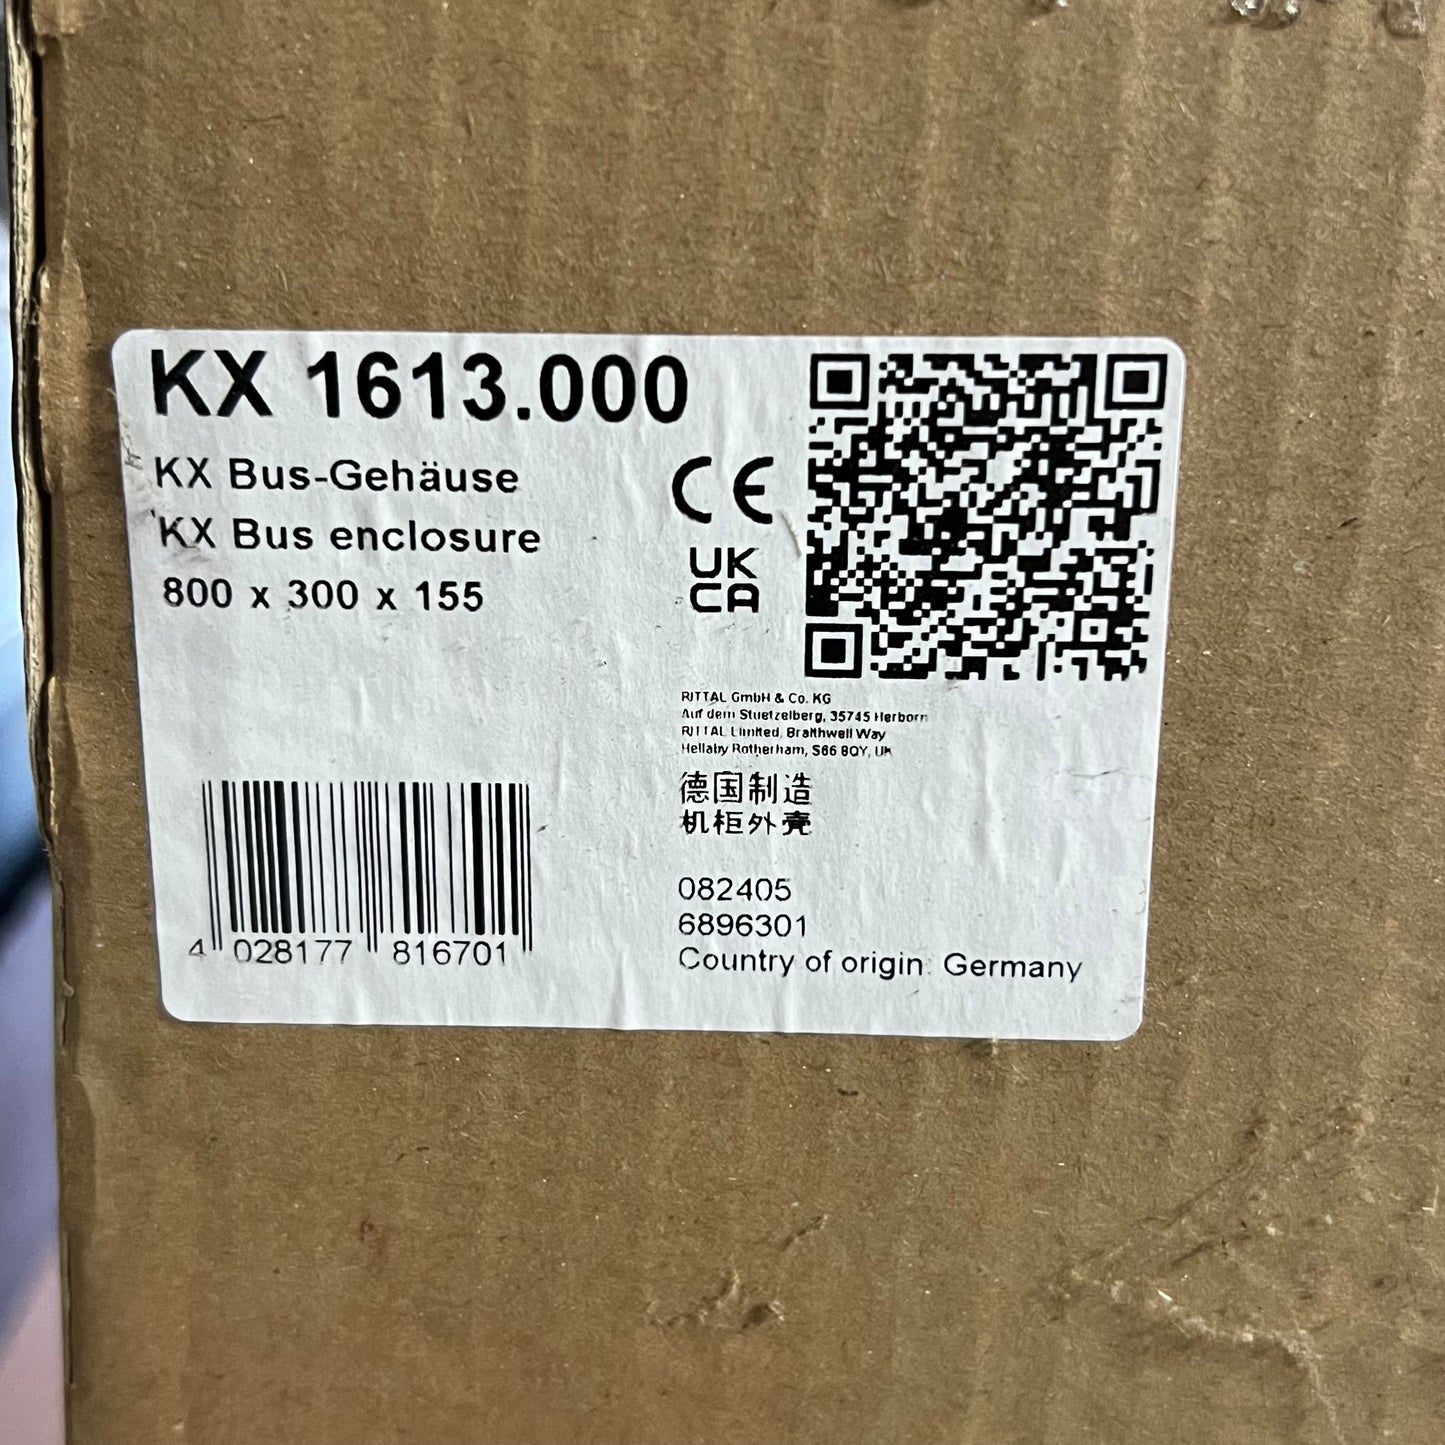 KX 1613.000
KX Bus-Gehäuse
KX Bus enclosure
800 x 300 x 155
CE
UK
CA
RITTAL GmbH & Co. KG
Auf dem Stuetzelberg, 35745 Herborn
RITTAL Limited, Braithwell Way
Hellaby Rotherham, S66 8QY, UK
德国制造
机柜外壳
082405
6896301
Country of origin: Germany
4 028177 816701